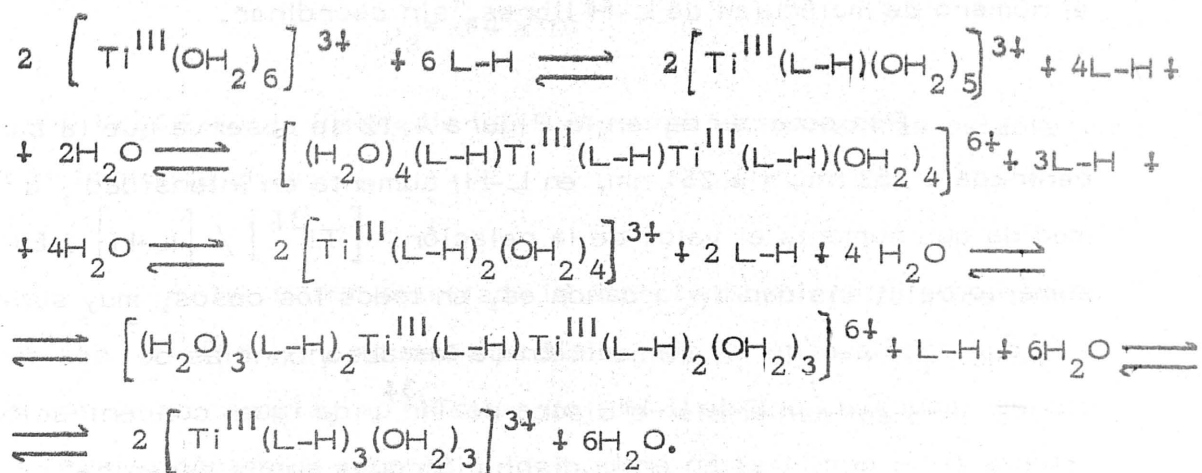 2 [Ti^III(OH₂)₆]^3+ + 6 L-H ⇌ 2[Ti^III(L-H)(OH₂)₅]^3+ + 4L-H +
+ 2H₂O ⇌ [(H₂O)₄(L-H)Ti^III(L-H)Ti^III(L-H)(OH₂)₄]^6+ + 3L-H +
+ 4H₂O ⇌ 2[Ti^III(L-H)₂(OH₂)₄]^3+ + 2 L-H + 4 H₂O ⇌
⇌ [(H₂O)₃(L-H)₂Ti^III(L-H)Ti^III(L-H)₂(OH₂)₃]^6+ + L-H + 6H₂O ⇌
⇌ 2 [Ti^III(L-H)₃(OH₂)₃]^3+ + 6H₂O.